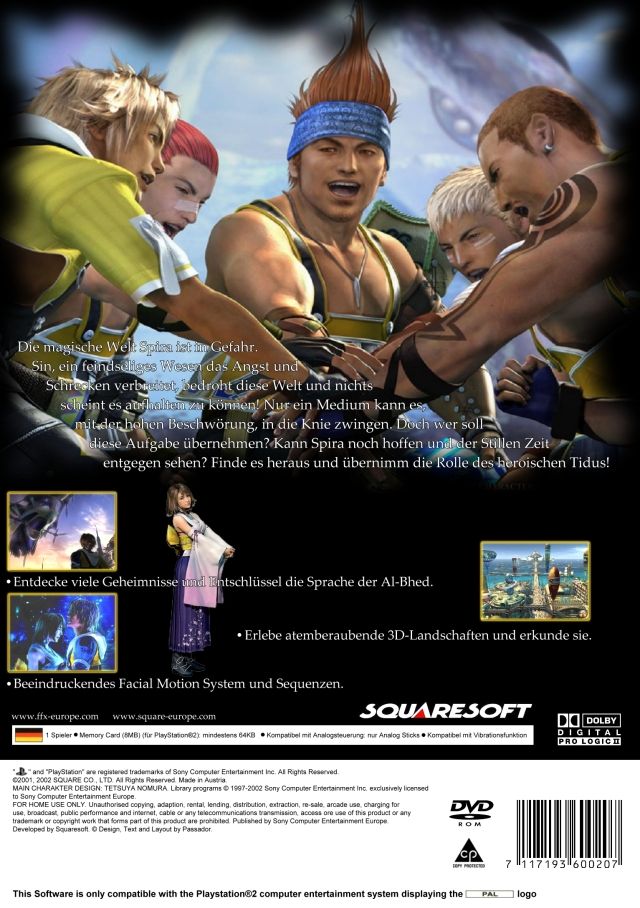 Die magische Welt Spira ist in Gefahr.
Sin, ein feindseliges Wesen das Angst und
Schrecken verbreitet, bedroht diese Welt und nichts
scheint es aufhalten zu können! Nur ein Medium kann es,
mit der hohen Beschwörung, in die Knie zwingen. Doch wer soll
diese Aufgabe übernehmen? Kann Spira noch hoffen und der Stillen Zeit
entgegen sehen? Finde es heraus und übernimm die Rolle des heroischen Tidus!
• Entdecke viele Geheimnisse und Entschlüssel die Sprache der Al-Bhed.
• Erlebe atemberaubende 3D-Landschaften und erkunde sie.
• Beeindruckendes Facial Motion System und Sequenzen.
www.ffx-europe.com www.square-europe.com
SQUARESOFT
DOLBY
DIGITAL
PRO LOGIC II
1 Spieler ● Memory Card (8MB) (für PlayStation82): mindestens 64KB ● Kompatibel mit Analogsteuerung: nur Analog Sticks ● Kompatibel mit Vibrationsfunktion
" " and "PlayStation" are registered trademarks of Sony Computer Entertainment Inc. All Rights Reserved.
©2001, 2002 SQUARE CO., LTD. All Rights Reserved. Made in Austria.
MAIN CHARAKTER DESIGN: TETSUYA NOMURA. Library programs © 1997-2002 Sony Computer Entertainment Inc. exclusively licensed
to Sony Computer Entertainment Europe.
FOR HOME USE ONLY. Unauthorised copying, adaption, rental, lending, distribution, extraction, re-sale, arcade use, charging for
use, broadcast, public performance and internet, cable or any telecommunications transmission, access ore use of this product or any
trademark or copyright work that forms part of this product are prohibited. Published by Sony Computer Entertainment Europe.
Developed by Squaresoft. © Design, Text and Layout by Passador.
DVD
ROM
CP
COPY PROTECTED
7 117193 600207
This Software is only compatible with the Playstation®2 computer entertainment system displaying the PAL logo